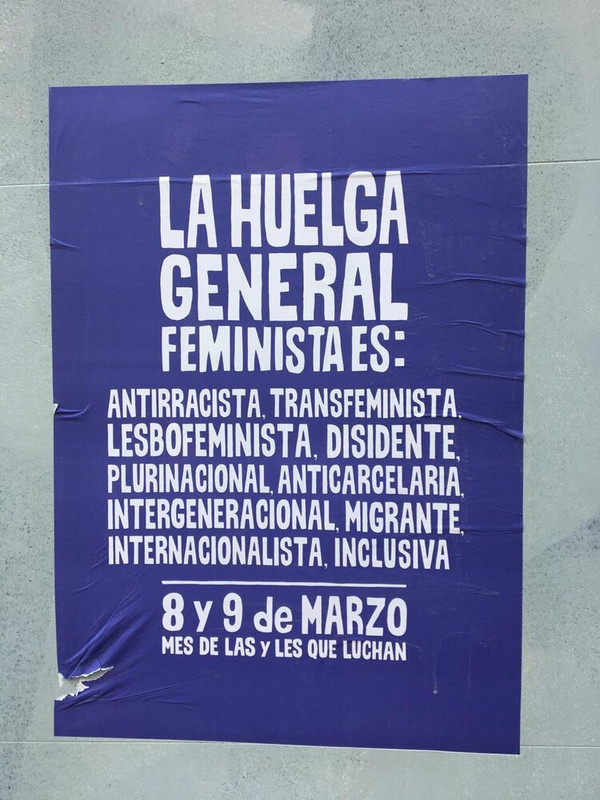 LA HUELGA
GENERAL
FEMINISTA ES:
ANTIRRACISTA, TRANSFEMINISTA,
LESBOFEMINISTA, DISIDENTE,
PLURINACIONAL, ANTICARCELARIA,
INTERGENERACIONAL, MIGRANTE,
INTERNACIONALISTA, INCLUSIVA
8 y 9 de MARZO
MES DE LAS y LES QUE LUCHAN